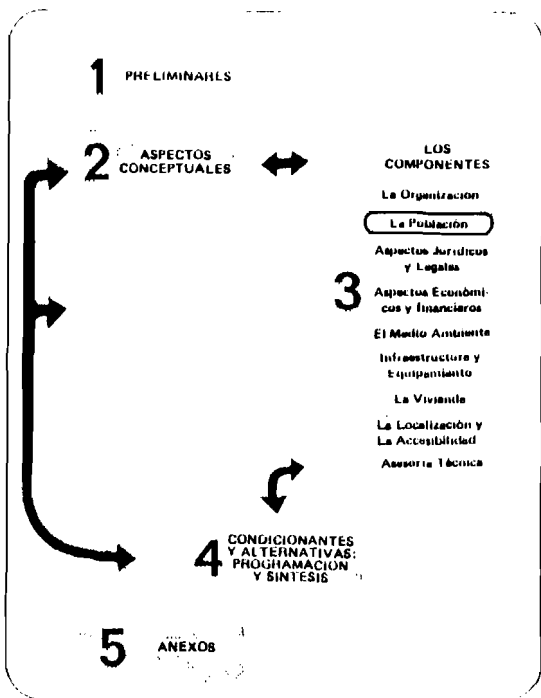 1 PRELIMINARES
2 ASPECTOS
CONCEPTUALES
LOS
COMPONENTES
La Organización
La Población
Aspectos Jurídicos
y Legales
3 Aspectos Económi-
cos y financieros
El Medio Ambiente
Infraestructura y
Equipamiento
La Vivienda
La Localización y
La Accesibilidad
Asesoría Técnica
4 CONDICIONANTES
Y ALTERNATIVAS:
PROGRAMACION
Y SINTESIS
5 ANEXOS